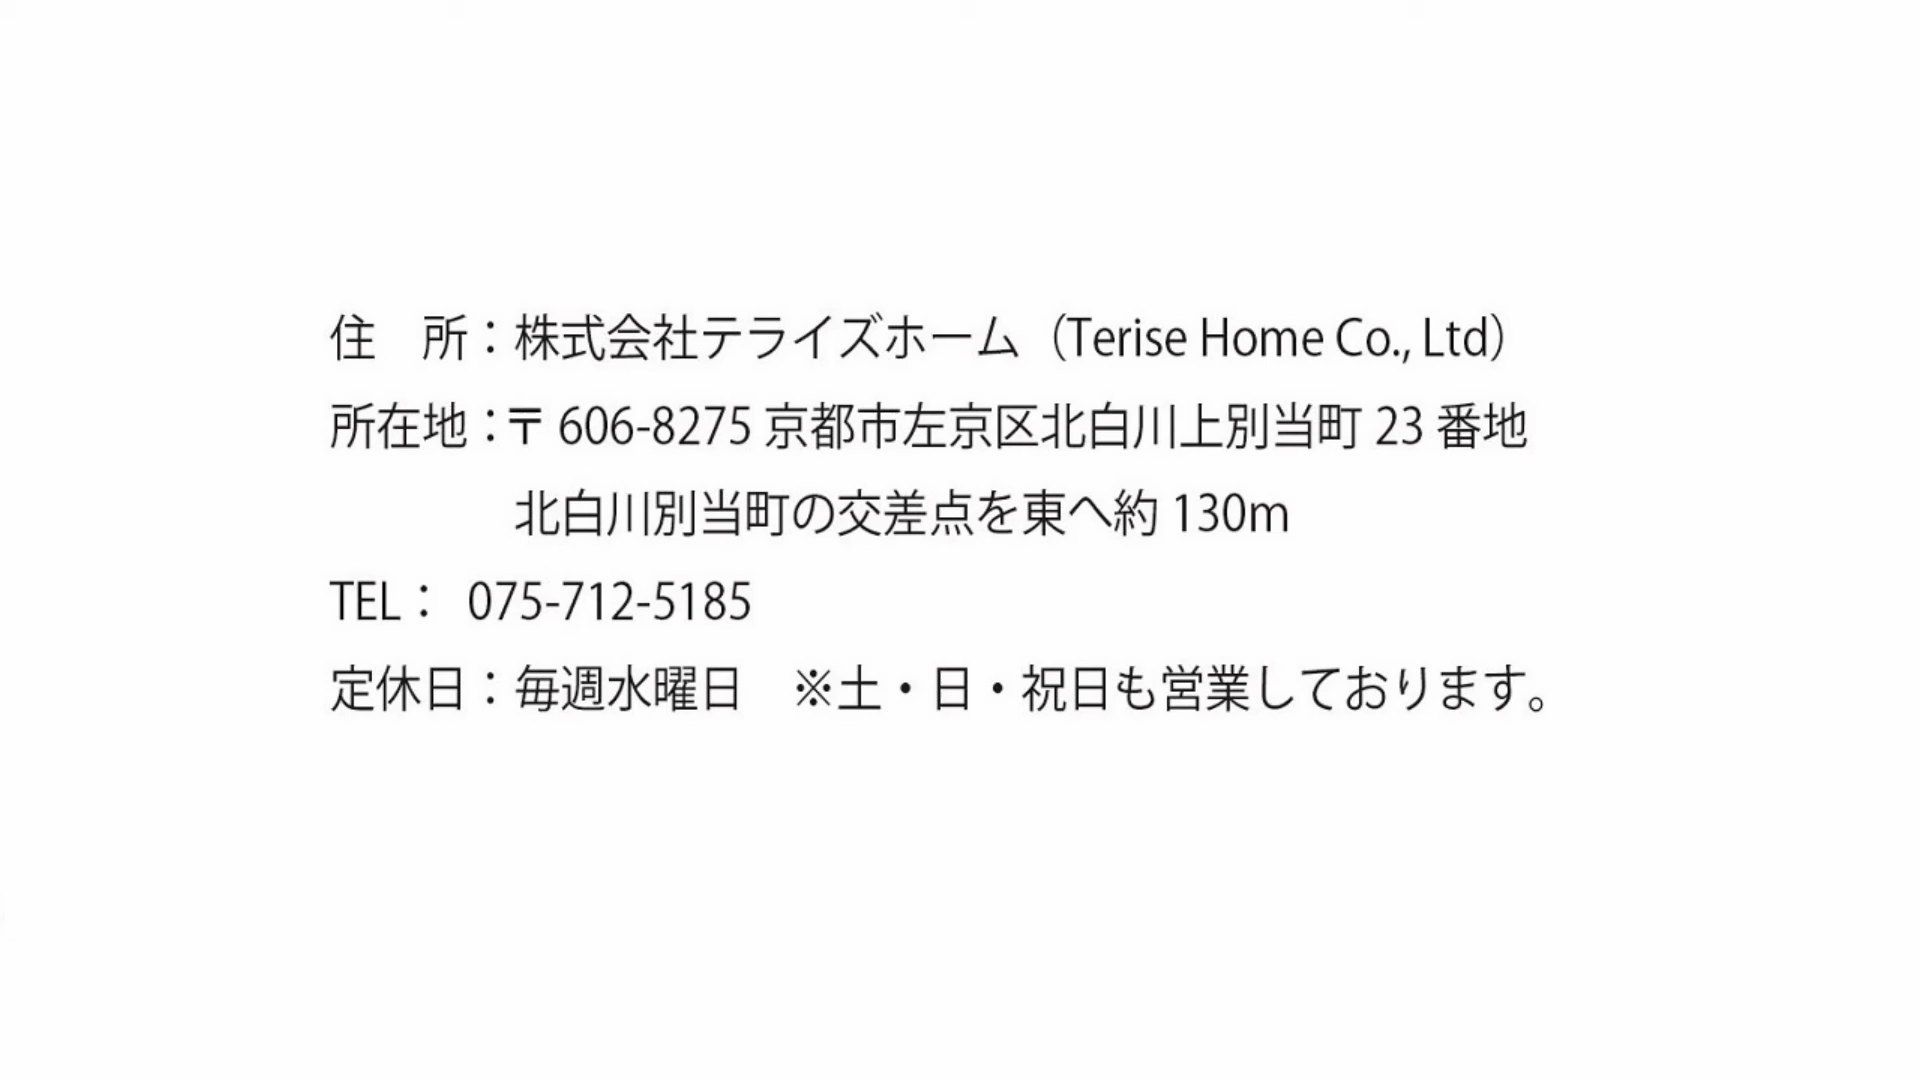 住　所：株式会社テライズホーム（Terise Home Co., Ltd）
所在地：〒 606-8275 京都市左京区北白川上別当町 23 番地
北白川別当町の交差点を東へ約 130m
TEL： 075-712-5185
定休日：毎週水曜日　※土・日・祝日も営業しております。